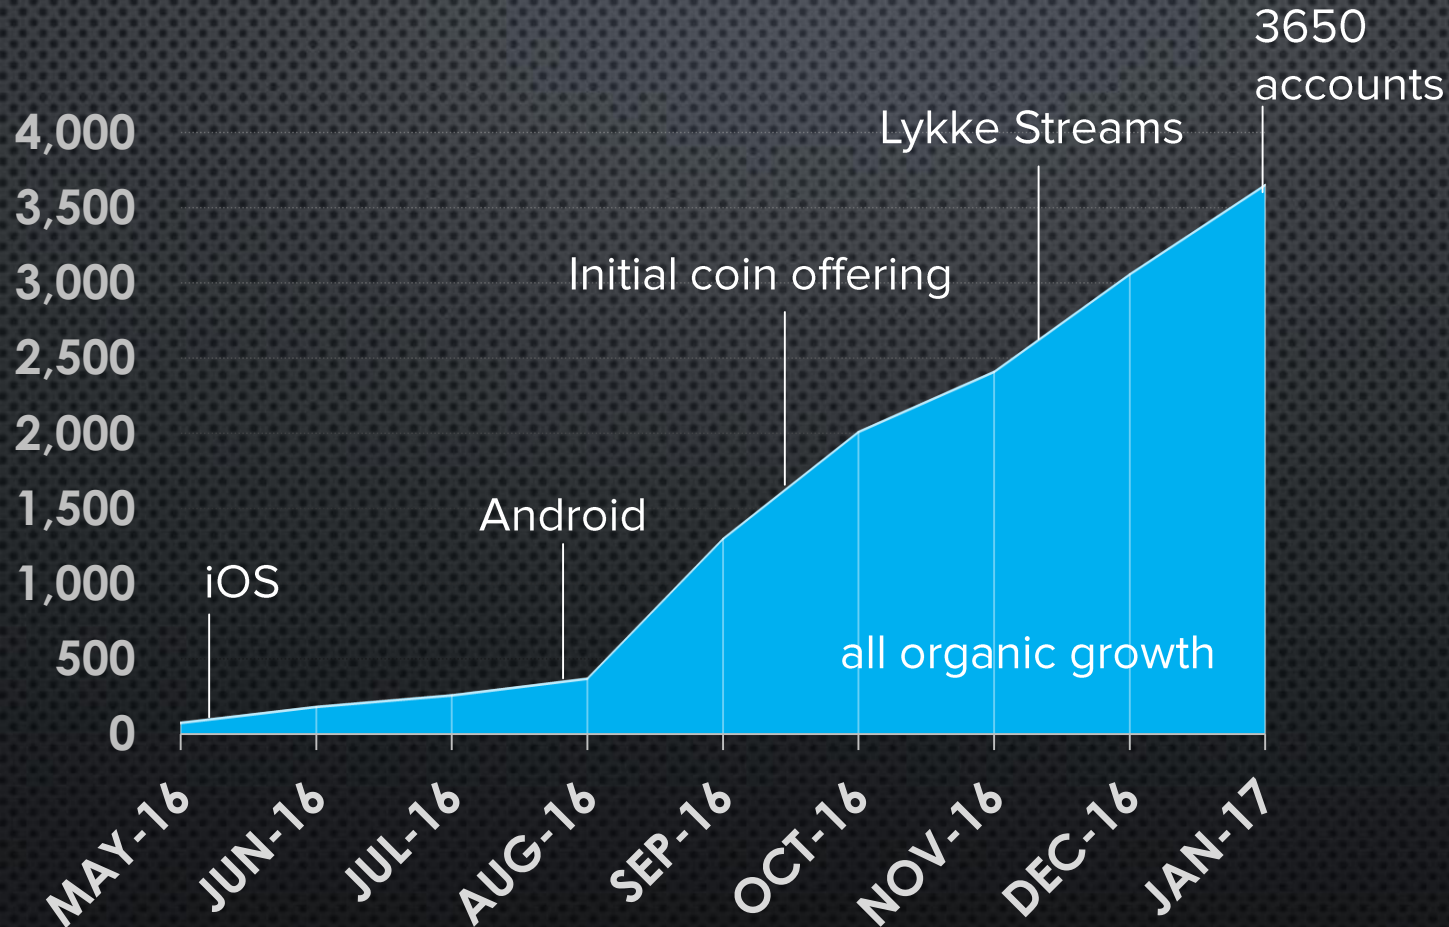 3650
accounts
Lykke Streams
Initial coin offering
Android
iOS
all organic growth
4,000
3,500
3,000
2,500
2,000
1,500
1,000
500
0
MAY-16
JUN-16
JUL-16
AUG-16
SEP-16
OCT-16
NOV-16
DEC-16
JAN-17